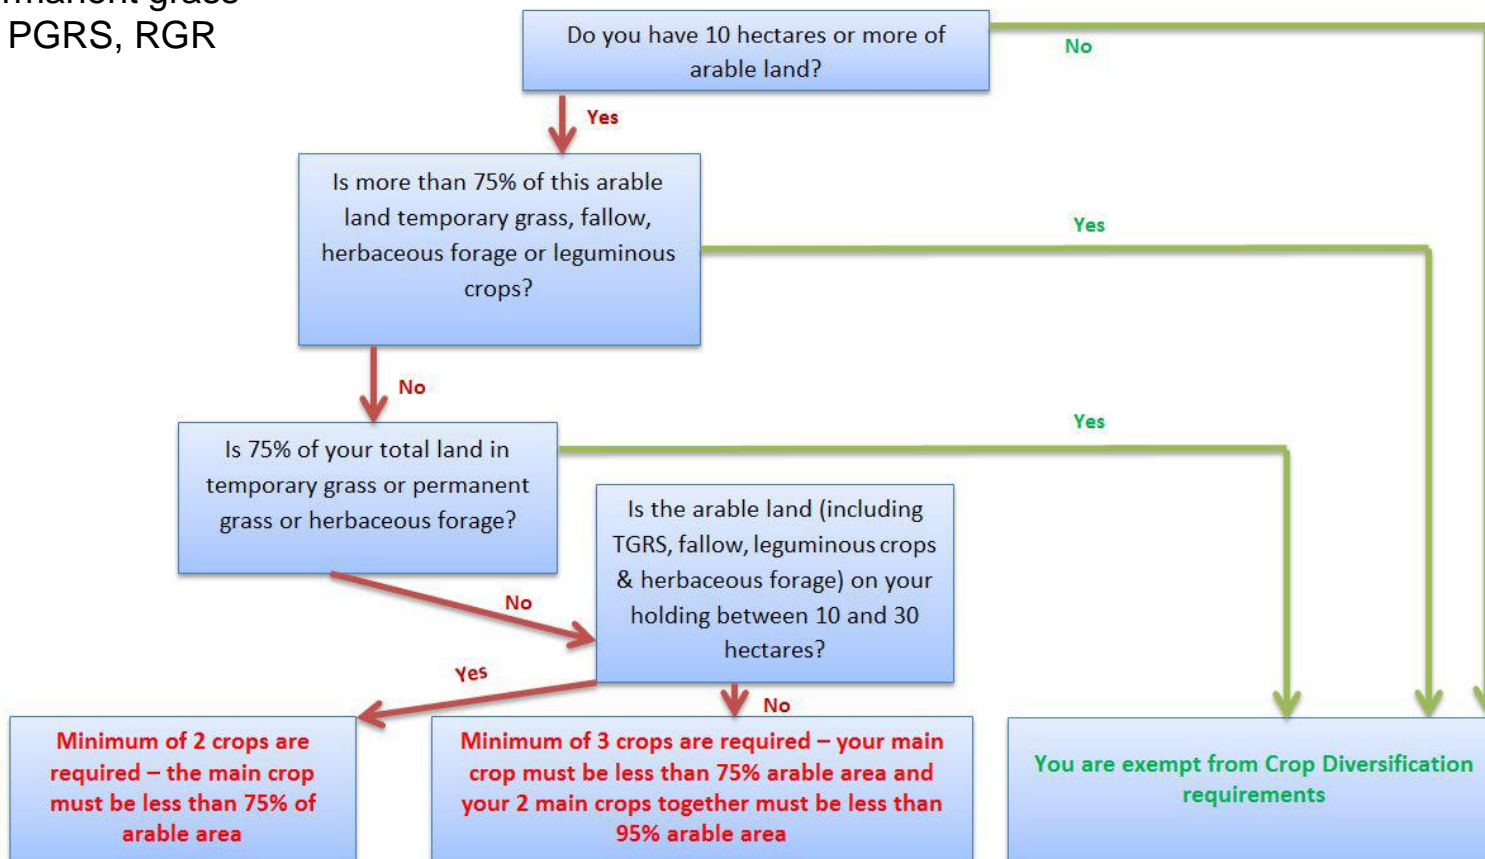 PGRS, RGR
Do you have 10 hectares or more of
arable land?
No
Yes
Is more than 75% of this arable
land temporary grass, fallow,
herbaceous forage or leguminous
crops?
Yes
No
Is 75% of your total land in
temporary grass or permanent
grass or herbaceous forage?
Yes
No
Is the arable land (including
TGRS, fallow, leguminous crops
& herbaceous forage) on your
holding between 10 and 30
hectares?
Yes
No
Minimum of 2 crops are
required – the main crop
must be less than 75% of
arable area
Minimum of 3 crops are required – your main
crop must be less than 75% arable area and
your 2 main crops together must be less than
95% arable area
You are exempt from Crop Diversification
requirements